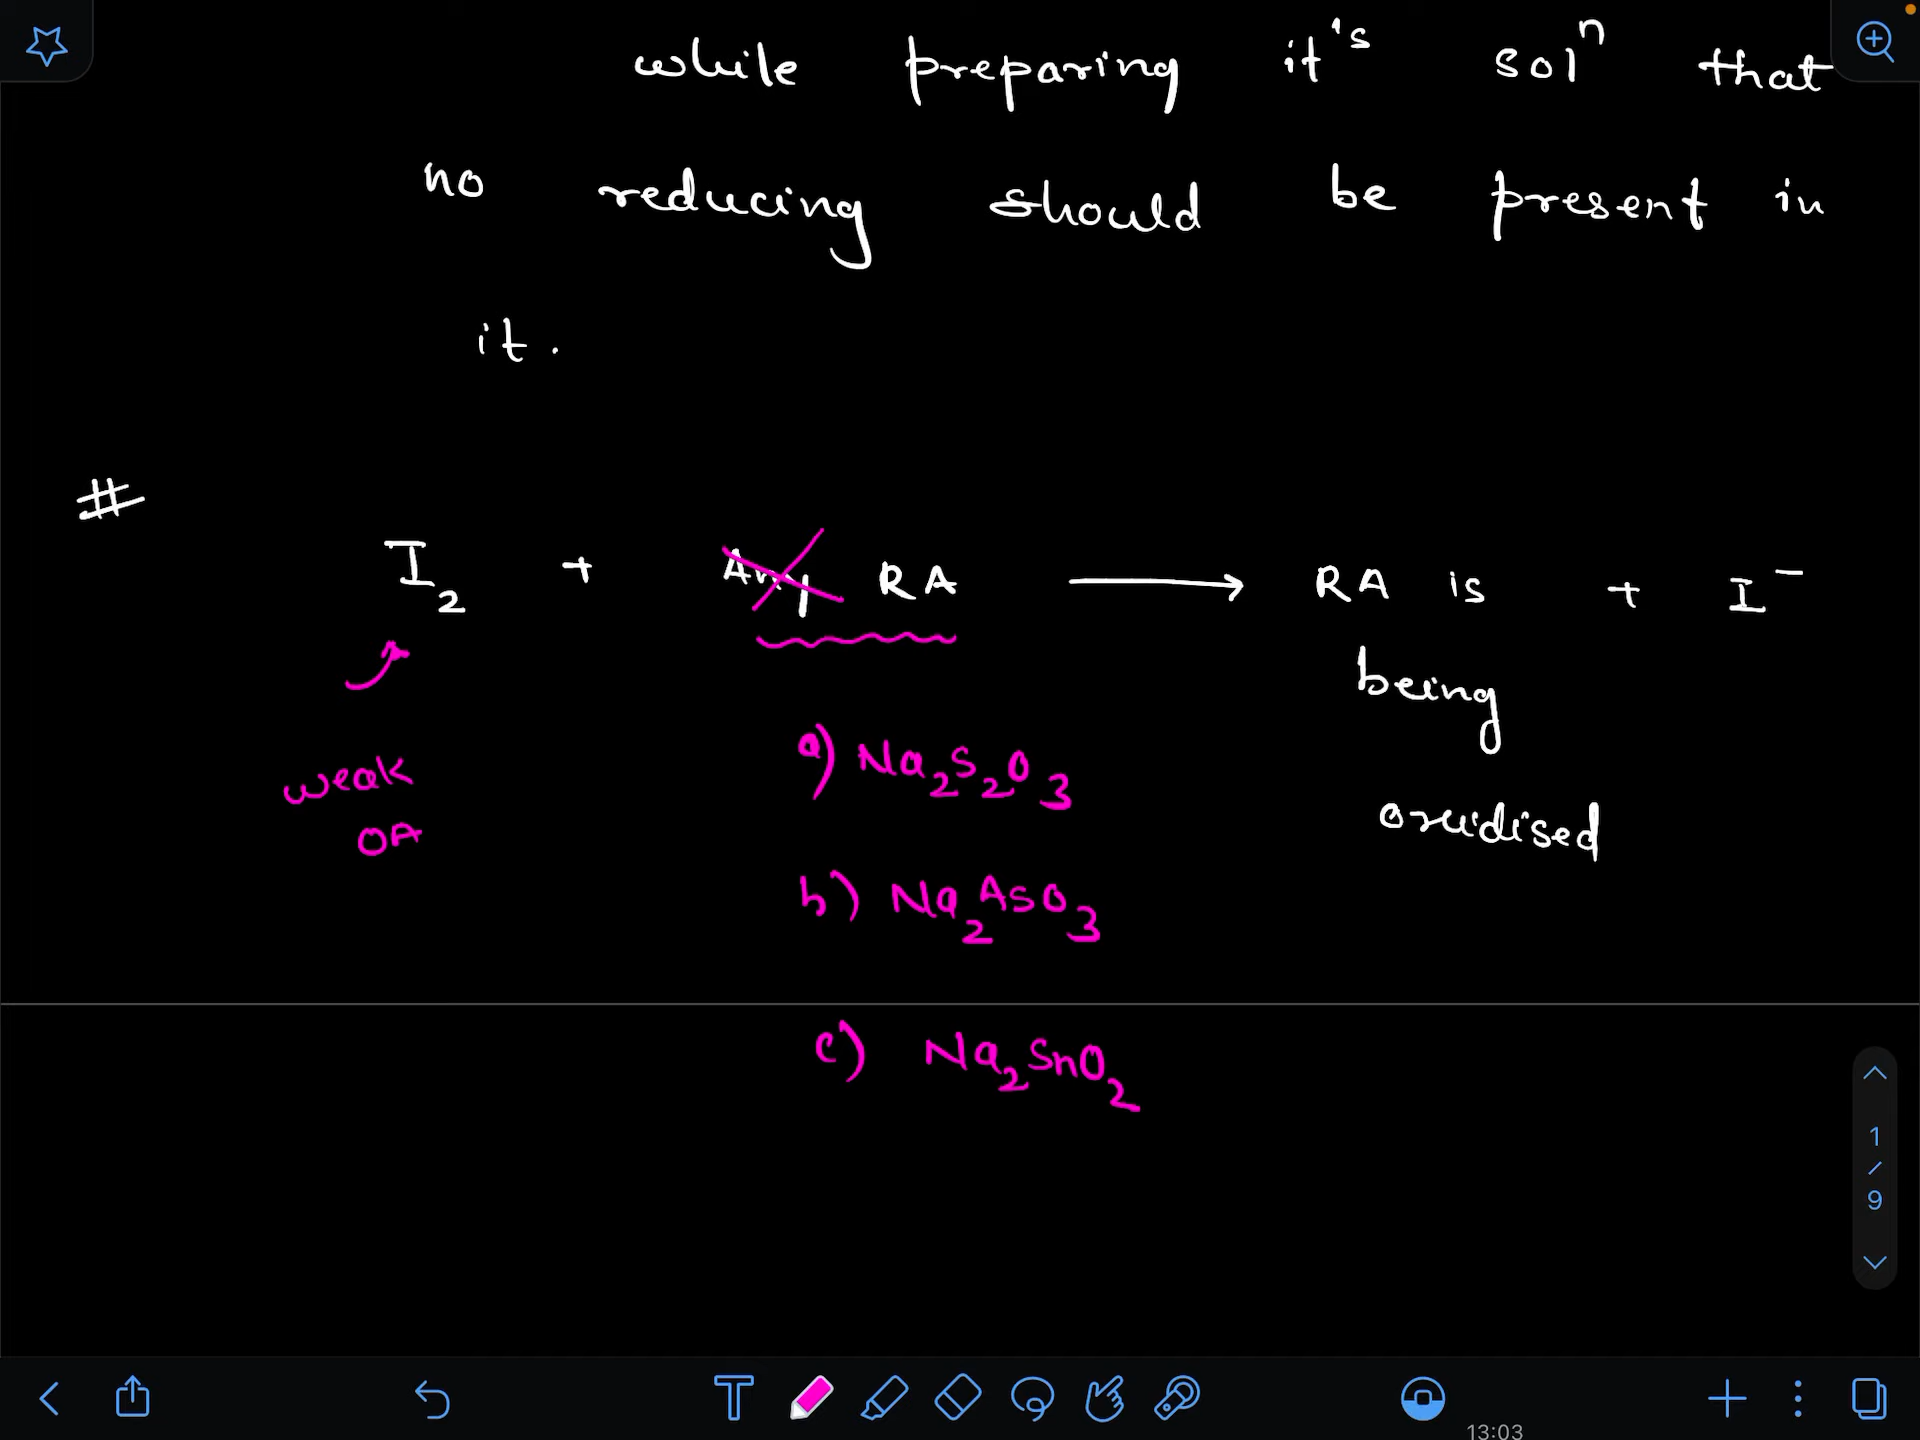 while preparing it's solⁿ that
no reducing should be present in
it.
#
I₂ + Any RA ⟶ RA is + I⁻
being
oxidised
weak
OA
a) Na₂S₂O₃
b) Na₂AsO₃
c) Na₂SnO₂
1
/
9
T
13:03